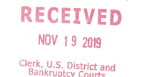 RECEIVED
NOV 19 2019
Clerk, U.S. District and
Bankruptcy Courts